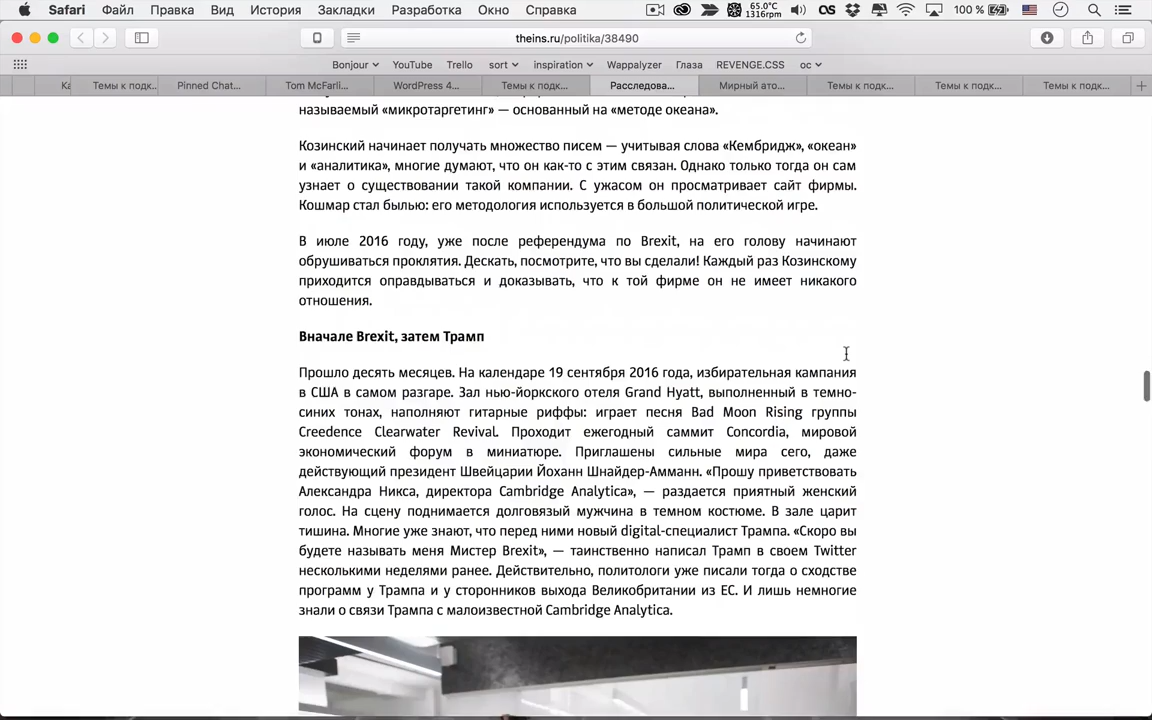 Safari Файл Правка Вид История Закладки Разработка Окно Справка 65.0°C 1316rpm 100 %
theins.ru/politika/38490
Bonjour YouTube Trello sort inspiration Wappalyzer Глаза REVENGE.CSS ос
Ка Темы к подк... Pinned Chat... Tom McFarli... WordPress 4... Темы к подк... Расследова... Мирный ато... Темы к подк... Темы к подк... Темы к подк...
называемый «микротаргетинг» — основанный на «методе океана».
Козинский начинает получать множество писем — учитывая слова «Кембридж», «океан»
и «аналитика», многие думают, что он как-то с этим связан. Однако только тогда он сам
узнает о существовании такой компании. С ужасом он просматривает сайт фирмы.
Кошмар стал былью: его методология используется в большой политической игре.
В июле 2016 году, уже после референдума по Brexit, на его голову начинают
обрушиваться проклятия. Дескать, посмотрите, что вы сделали! Каждый раз Козинскому
приходится оправдываться и доказывать, что к той фирме он не имеет никакого
отношения.
Вначале Brexit, затем Трамп
Прошло десять месяцев. На календаре 19 сентября 2016 года, избирательная кампания
в США в самом разгаре. Зал нью-йоркского отеля Grand Hyatt, выполненный в темно-
синих тонах, наполняют гитарные риффы: играет песня Bad Moon Rising группы
Creedence Clearwater Revival. Проходит ежегодный саммит Concordia, мировой
экономический форум в миниатюре. Приглашены сильные мира сего, даже
действующий президент Швейцарии Йоханн Шнайдер-Амманн. «Прошу приветствовать
Александра Никса, директора Cambridge Analytica», — раздается приятный женский
голос. На сцену поднимается долговязый мужчина в темном костюме. В зале царит
тишина. Многие уже знают, что перед ними новый digital-специалист Трампа. «Скоро вы
будете называть меня Мистер Brexit», — таинственно написал Трамп в своем Twitter
несколькими неделями ранее. Действительно, политологи уже писали тогда о сходстве
программ у Трампа и у сторонников выхода Великобритании из ЕС. И лишь немногие
знали о связи Трампа с малоизвестной Cambridge Analytica.